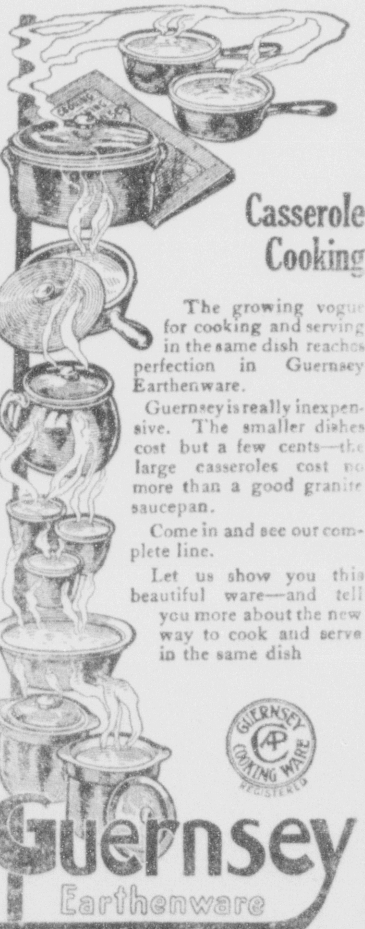 Casserole
Cooking
The growing vogue
for cooking and serving
in the same dish reaches
perfection in Guernsey
Earthenware.
Guernsey is really inexpen-
sive. The smaller dishes
cost but a few cents—the
large casseroles cost no
more than a good granite
saucepan.
Come in and see our com-
plete line.
Let us show you this
beautiful ware—and tell
you more about the new
way to cook and serve
in the same dish
GUERNSEY
COOKING WARE
REGISTERED
Guernsey
Earthenware